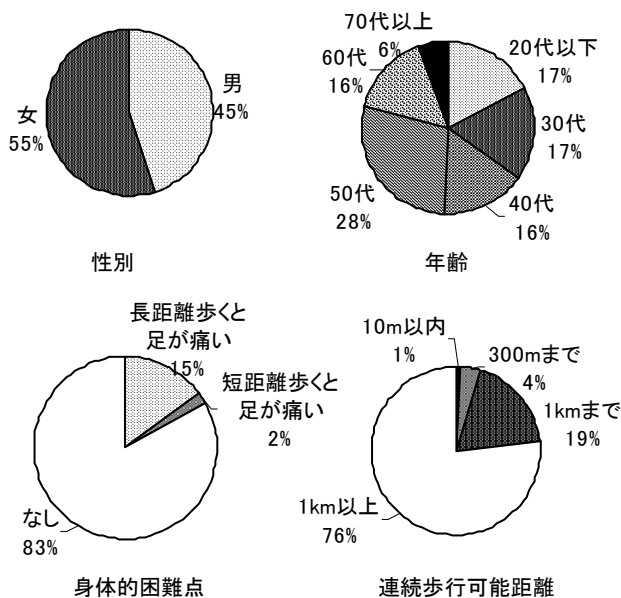 男
45%
女
55%
性別
70代以上
6%
20代以下
17%
60代
16%
30代
17%
50代
28%
40代
16%
年齢
長距離歩くと
足が痛い
15%
短距離歩くと
足が痛い
2%
なし
83%
身体的困難点
10m以内
1%
300mまで
4%
1kmまで
19%
1km以上
76%
連続歩行可能距離